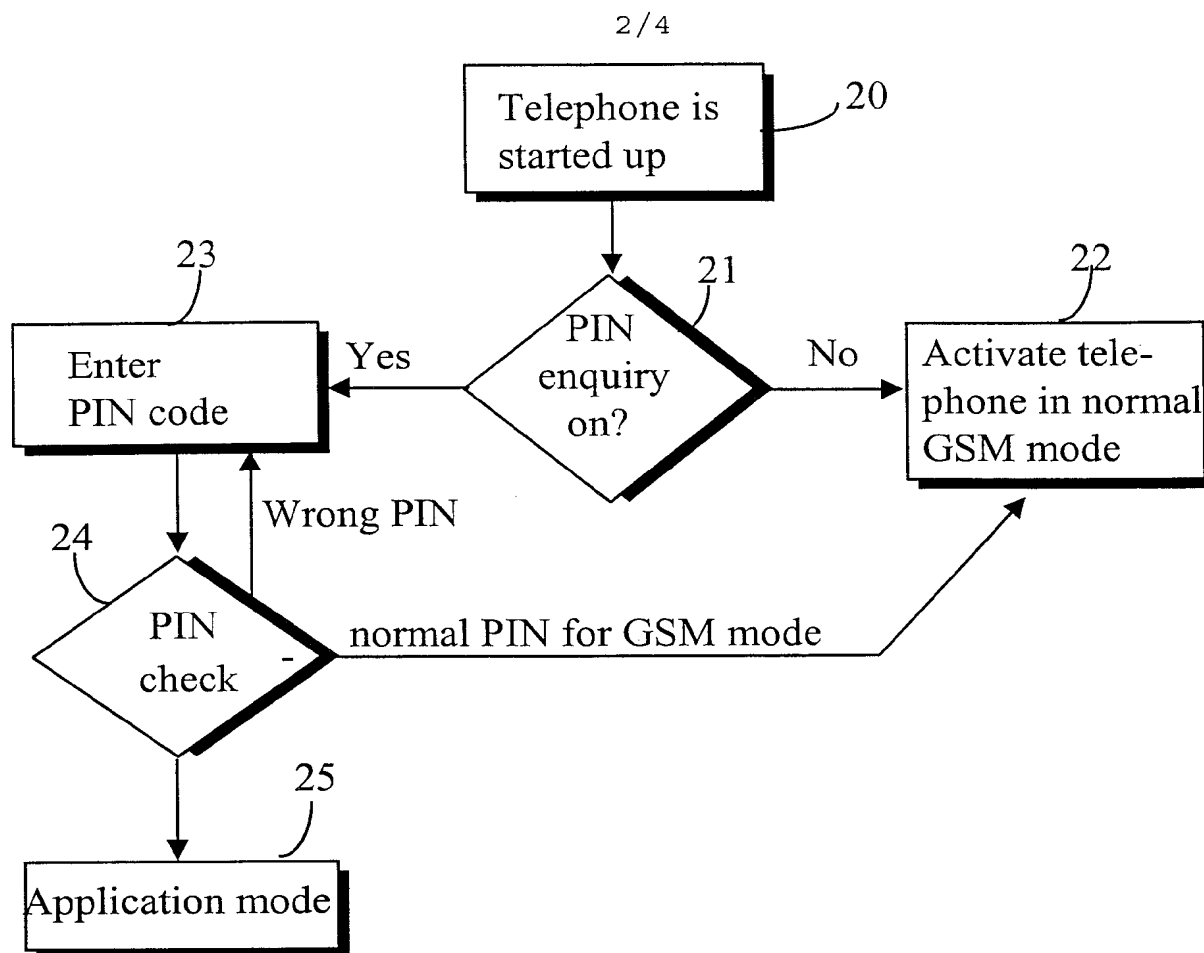 2/4
Telephone is
started up
20
21
PIN
enquiry
on?
23
Enter
PIN code
Yes
No
22
Activate tele-
phone in normal
GSM mode
Wrong PIN
24
PIN
check
normal PIN for GSM mode
25
Application mode